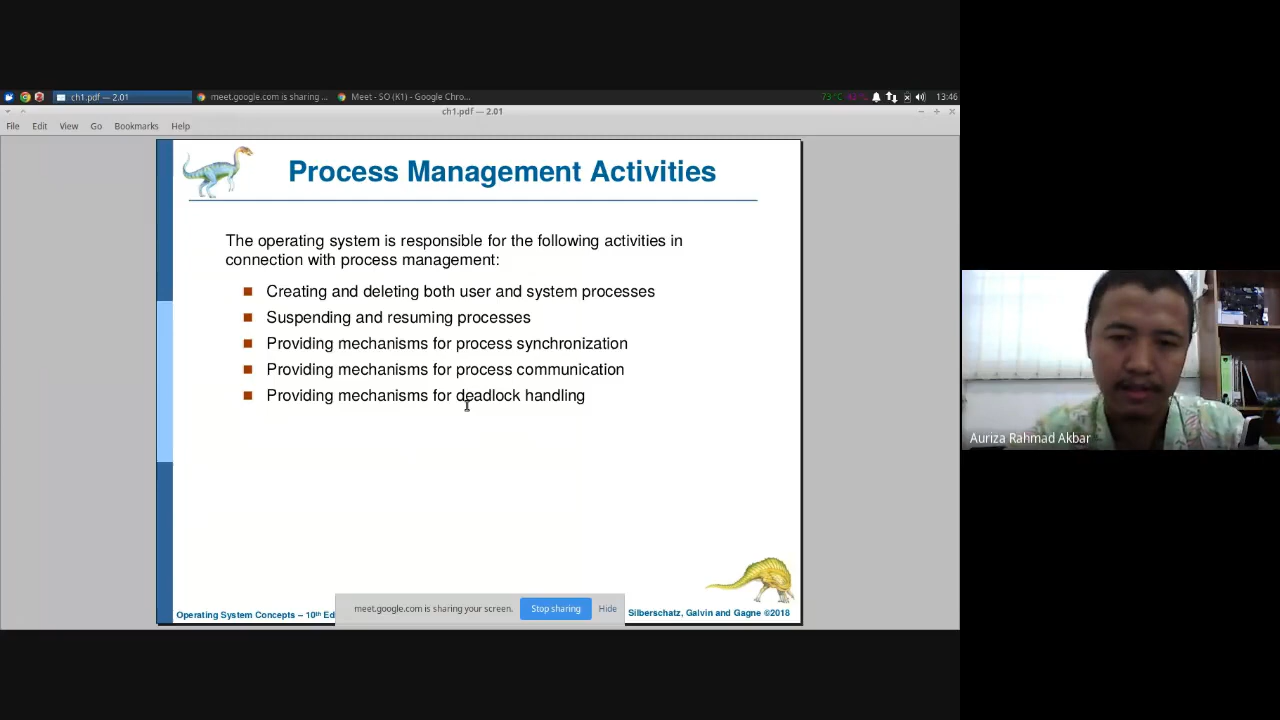 ch1.pdf — 2.01
meet.google.com is sharing ...
Meet - SO (K1) - Google Chro...
13:46
ch1.pdf — 2.01
File Edit View Go Bookmarks Help
Process Management Activities
The operating system is responsible for the following activities in
connection with process management:
Creating and deleting both user and system processes
Suspending and resuming processes
Providing mechanisms for process synchronization
Providing mechanisms for process communication
Providing mechanisms for deadlock handling
Auriza Rahmad Akbar
meet.google.com is sharing your screen. Stop sharing Hide
Operating System Concepts – 10th Ed
Silberschatz, Galvin and Gagne ©2018